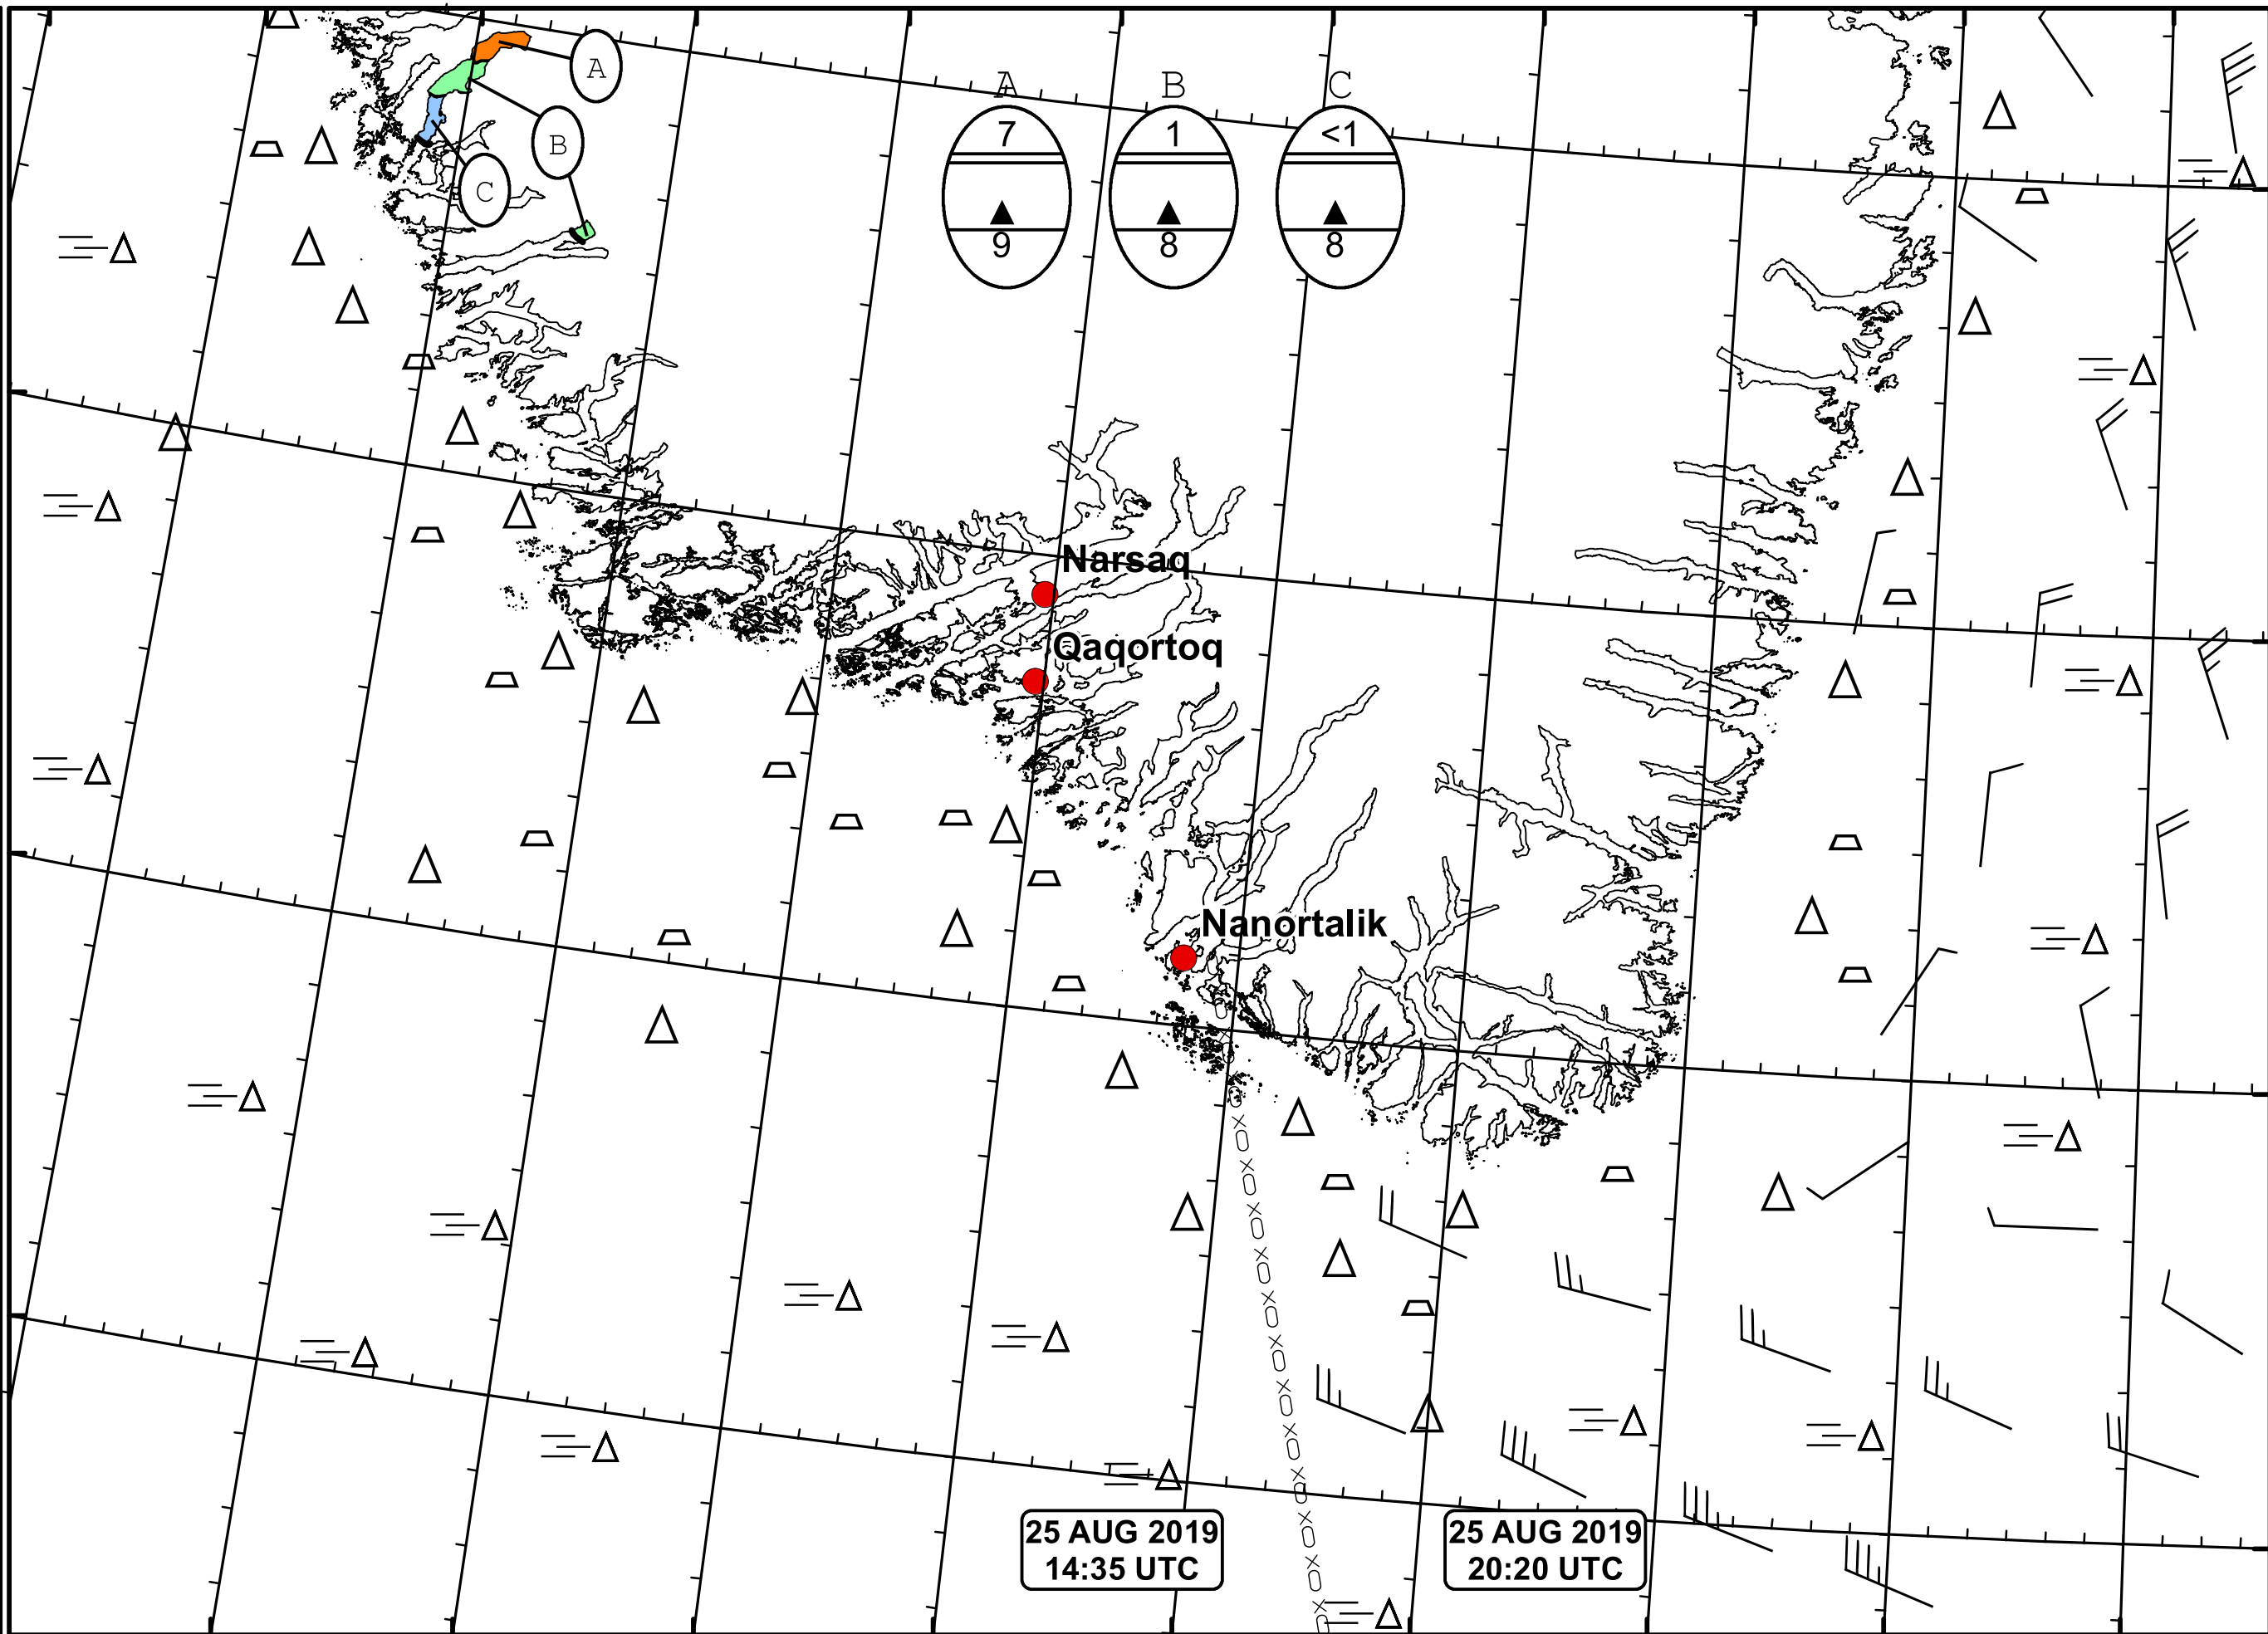 A
B
C
A B C
7 1 <1
9 8 8
Narsaq
Qaqortoq
Nanortalik
25 AUG 2019
14:35 UTC
25 AUG 2019
20:20 UTC